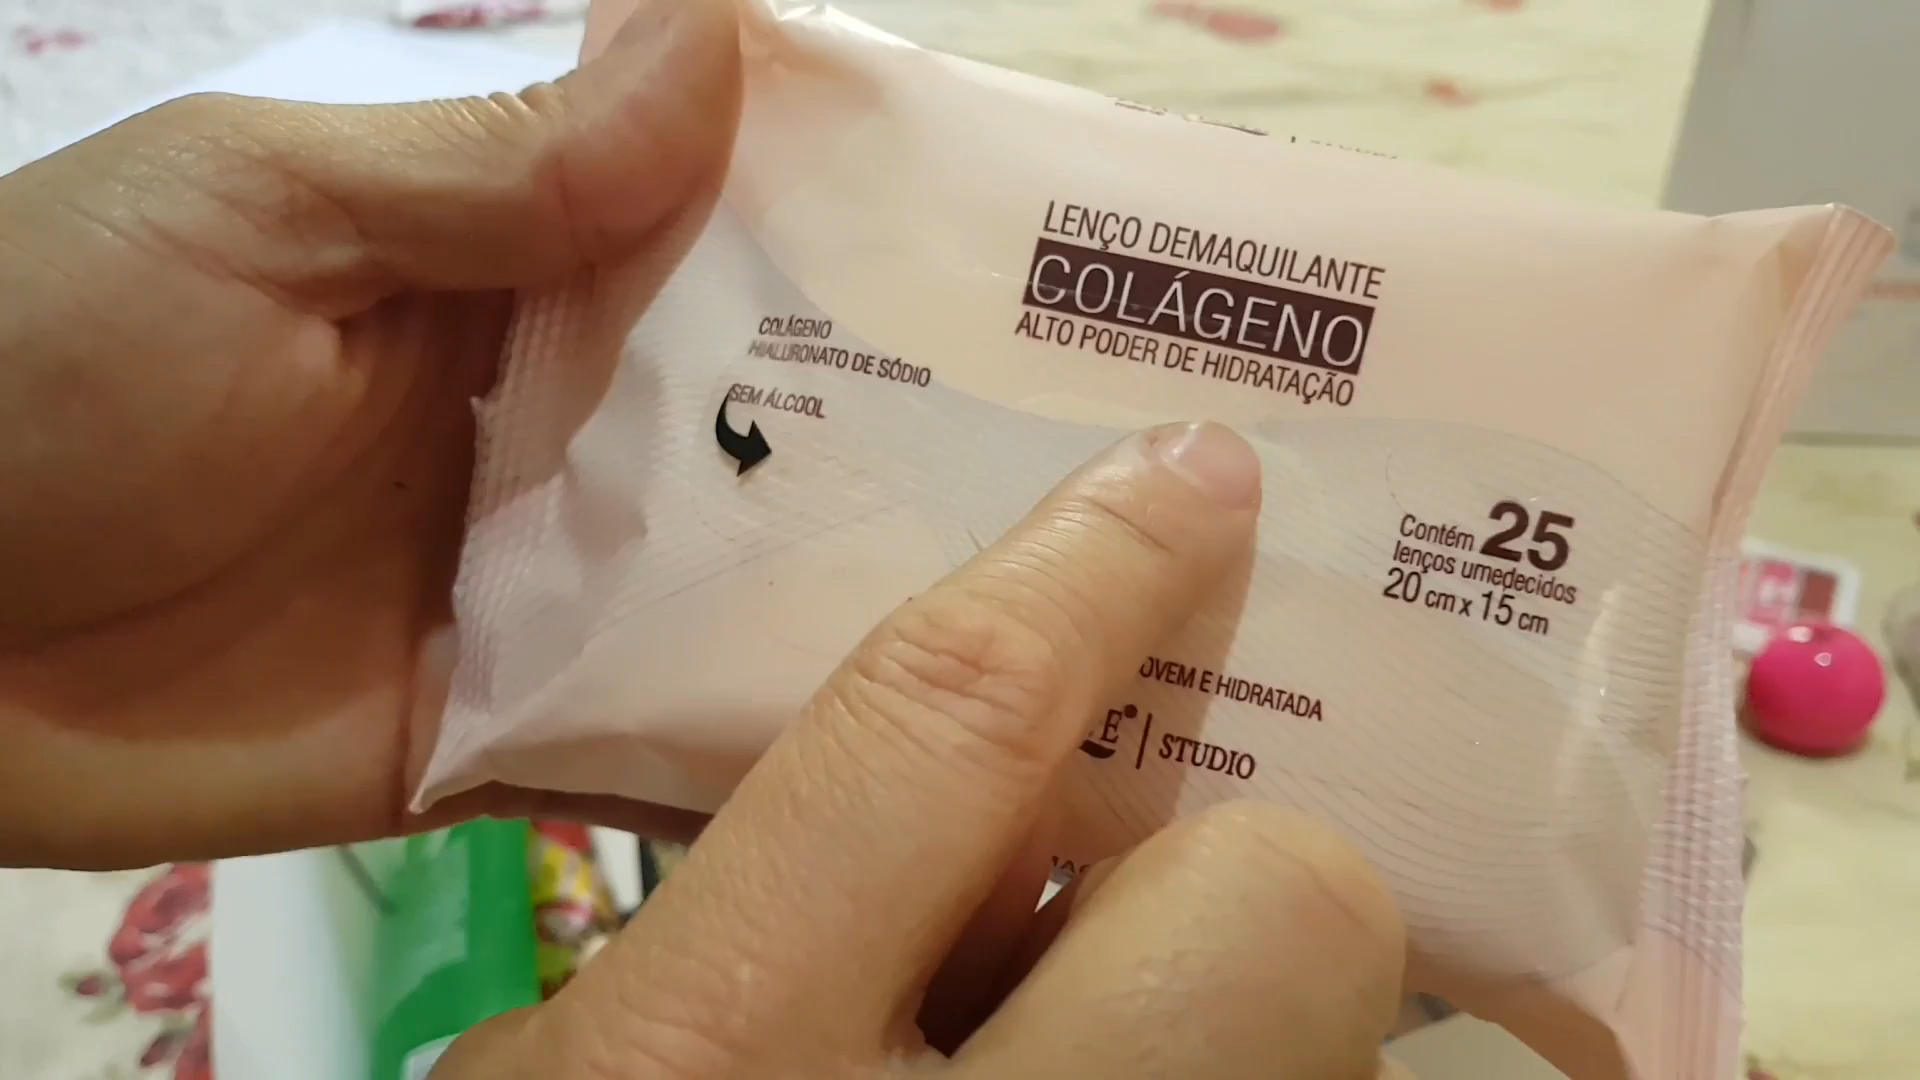 LENÇO DEMAQUILANTE
COLÁGENO
ALTO PODER DE HIDRATAÇÃO
COLÁGENO
HIALURONATO DE SÓDIO
SEM ÁLCOOL
Contém 25
lenços umedecidos
20 cm x 15 cm
E HIDRATADA
STUDIO